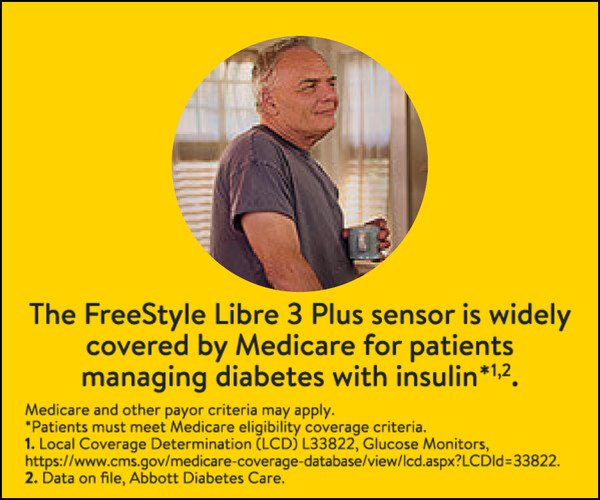 The FreeStyle Libre 3 Plus sensor is widely
covered by Medicare for patients
managing diabetes with insulin*1,2.
Medicare and other payor criteria may apply.
*Patients must meet Medicare eligibility coverage criteria.
1. Local Coverage Determination (LCD) L33822, Glucose Monitors,
https://www.cms.gov/medicare-coverage-database/view/lcd.aspx?LCDId=33822.
2. Data on file, Abbott Diabetes Care.